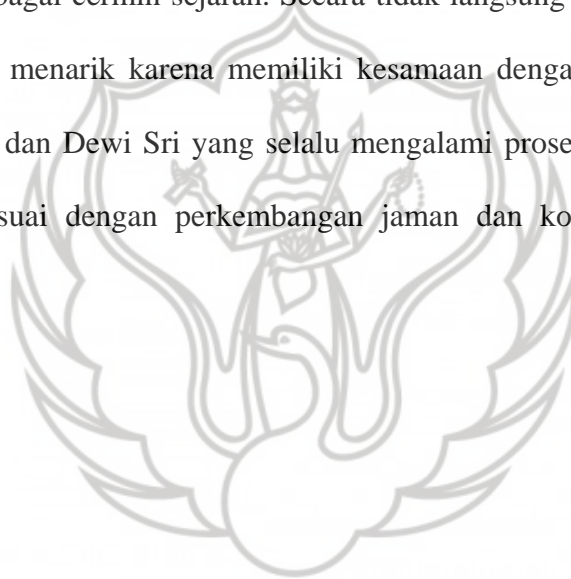 bagai cermin sejarah. Secara tidak langsung
menarik karena memiliki kesamaan denga
dan Dewi Sri yang selalu mengalami prose
suai dengan perkembangan jaman dan ko